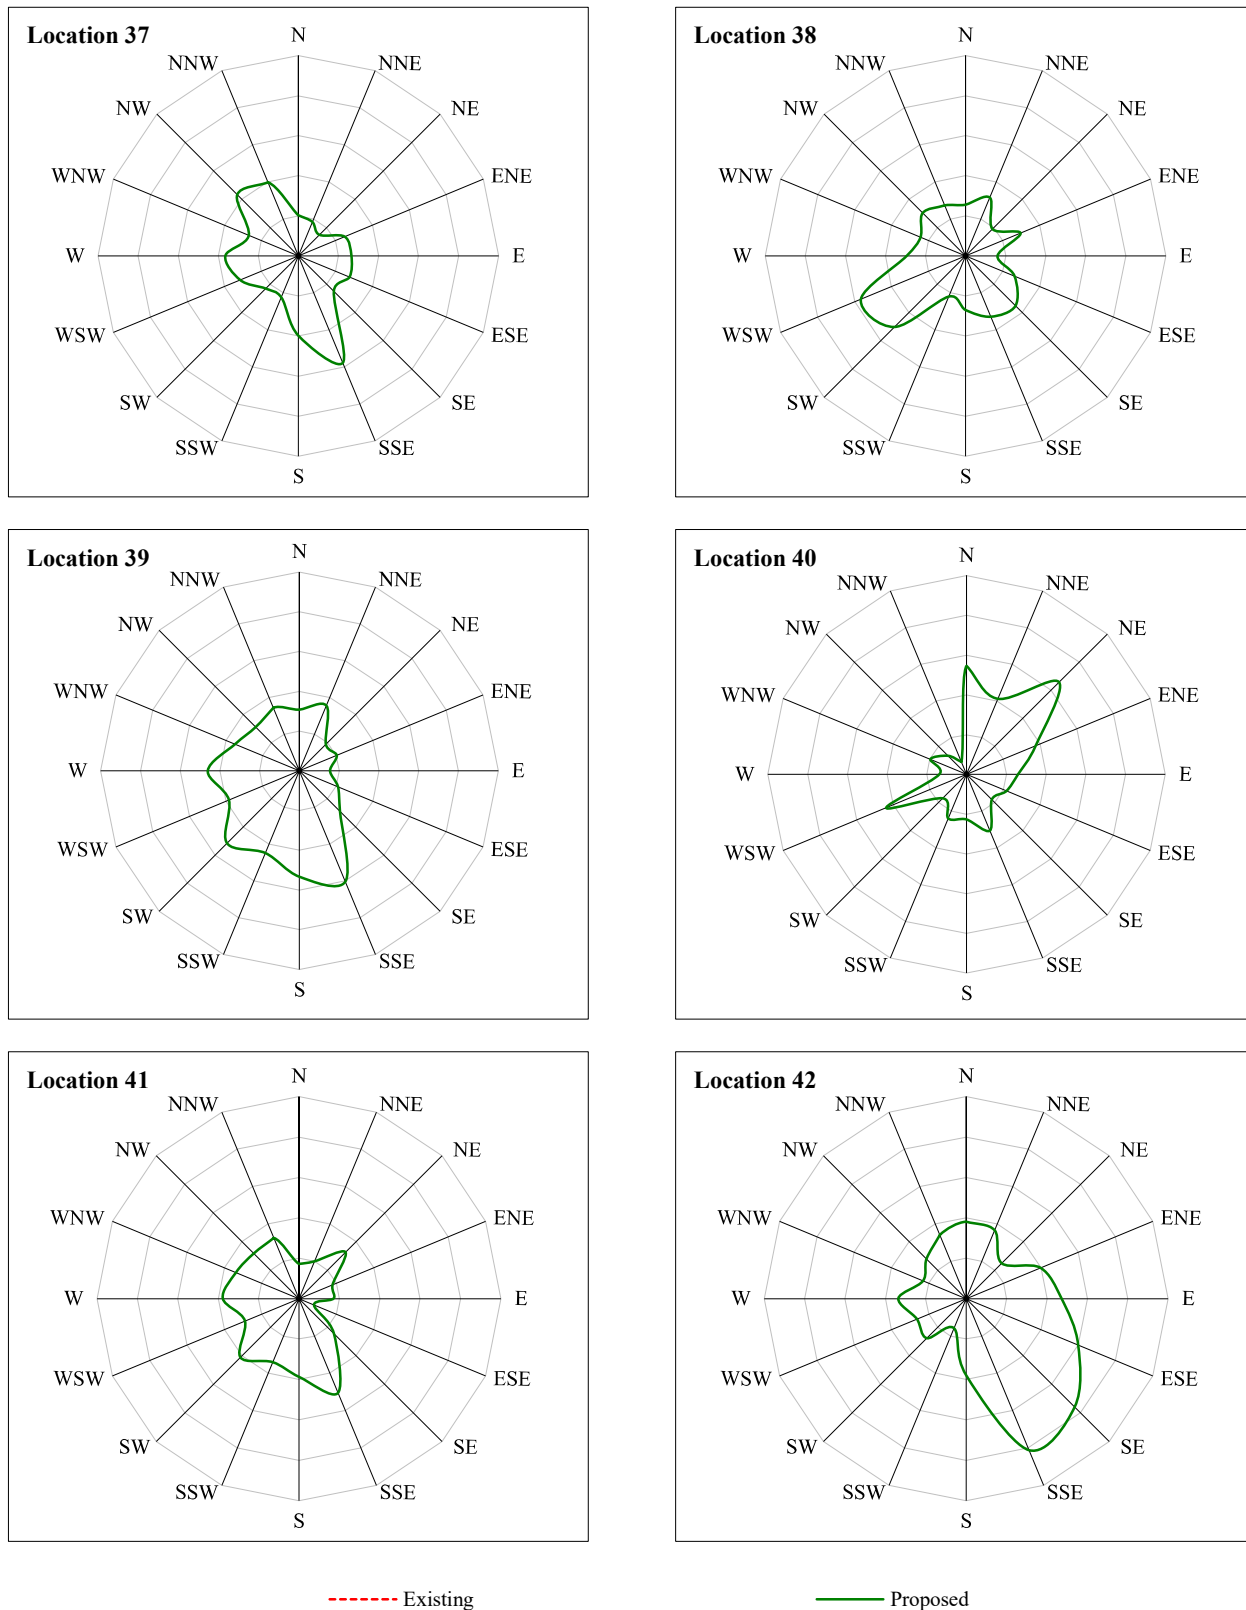 Location 37
N
NNW
NNE
NW
NE
WNW
ENE
W
E
WSW
ESE
SW
SE
SSW
SSE
S
Location 38
N
NNW
NNE
NW
NE
WNW
ENE
W
E
WSW
ESE
SW
SE
SSW
SSE
S
Location 39
N
NNW
NNE
NW
NE
WNW
ENE
W
E
WSW
ESE
SW
SE
SSW
SSE
S
Location 40
N
NNW
NNE
NW
NE
WNW
ENE
W
E
WSW
ESE
SW
SE
SSW
SSE
S
Location 41
N
NNW
NNE
NW
NE
WNW
ENE
W
E
WSW
ESE
SW
SE
SSW
SSE
S
Location 42
N
NNW
NNE
NW
NE
WNW
ENE
W
E
WSW
ESE
SW
SE
SSW
SSE
S
Existing
Proposed